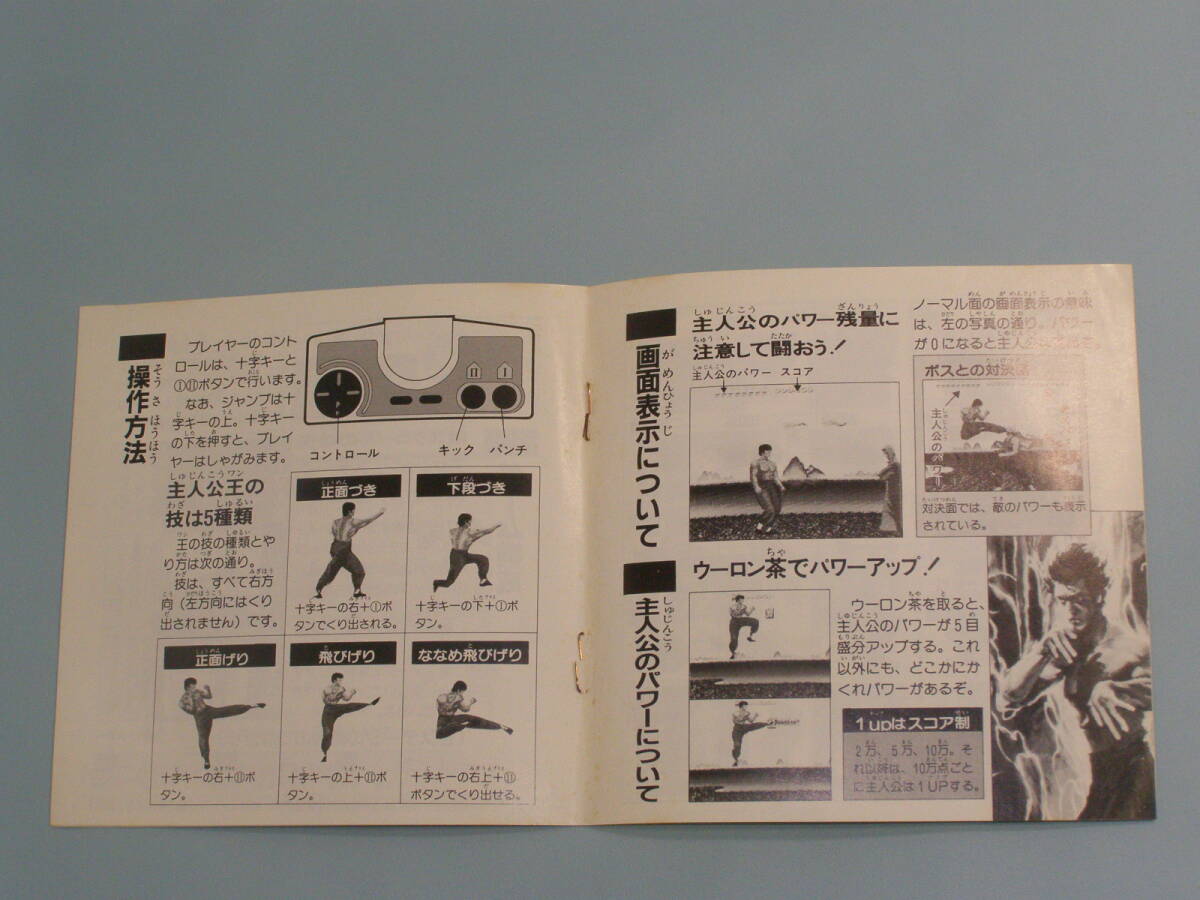 操作方法
プレイヤーのコント
ロールは、十字キーと
ⅠⅡボタンで行います。
なお、ジャンプは十
字キーの上。十字キー
の下を押すと、プレイ
ヤーはしゃがみます。
主人公王の
技は5種類
王の技の種類とや
り方は次の通り。
技は、すべて右方
向（左方向にはくり
出されません）です。
Ⅱ Ⅰ
コントロール
キック パンチ
正面づき
十字キーの右+Ⅰボ
タンでくり出される。
下段づき
十字キーの下+Ⅰボ
タン。
正面げり
十字キーの右+Ⅱボ
タン。
飛びげり
十字キーの上+Ⅱボ
タン。
ななめ飛びげり
十字キーの右上+Ⅱ
ボタンでくり出せる。
画面表示について
主人公のパワー残量に
注意して闘おう!
主人公のパワー スコア
ノーマル面の画面表示の意味
は、左の写真の通り。パワー
が0になると主人公
ボスとの対決
主人公のパワー
対決面では、敵のパワーも表示
されている。
主人公のパワーについて
ウーロン茶でパワーアップ!
ウーロン茶を取ると、
主人公のパワーが5目
盛分アップする。これ
以外にも、どこかにか
くれパワーがあるぞ。
1upはスコア制
2万、5万、10万。そ
れ以降は、10万点ごと
に主人公は1UPする。